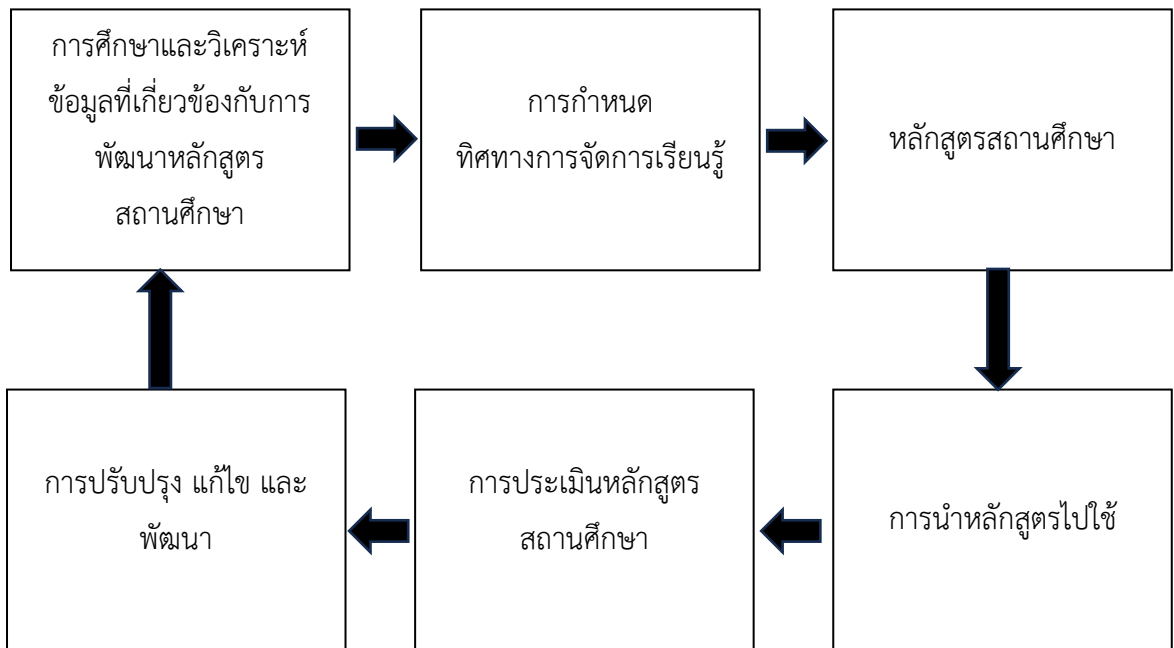 การศึกษาและวิเคราะห์
ข้อมูลที่เกี่ยวข้องกับการ
พัฒนาหลักสูตร
สถานศึกษา
การกำหนด
ทิศทางการจัดการเรียนรู้
หลักสูตรสถานศึกษา
การนำหลักสูตรไปใช้
การประเมินหลักสูตร
สถานศึกษา
การปรับปรุง แก้ไข และ
พัฒนา